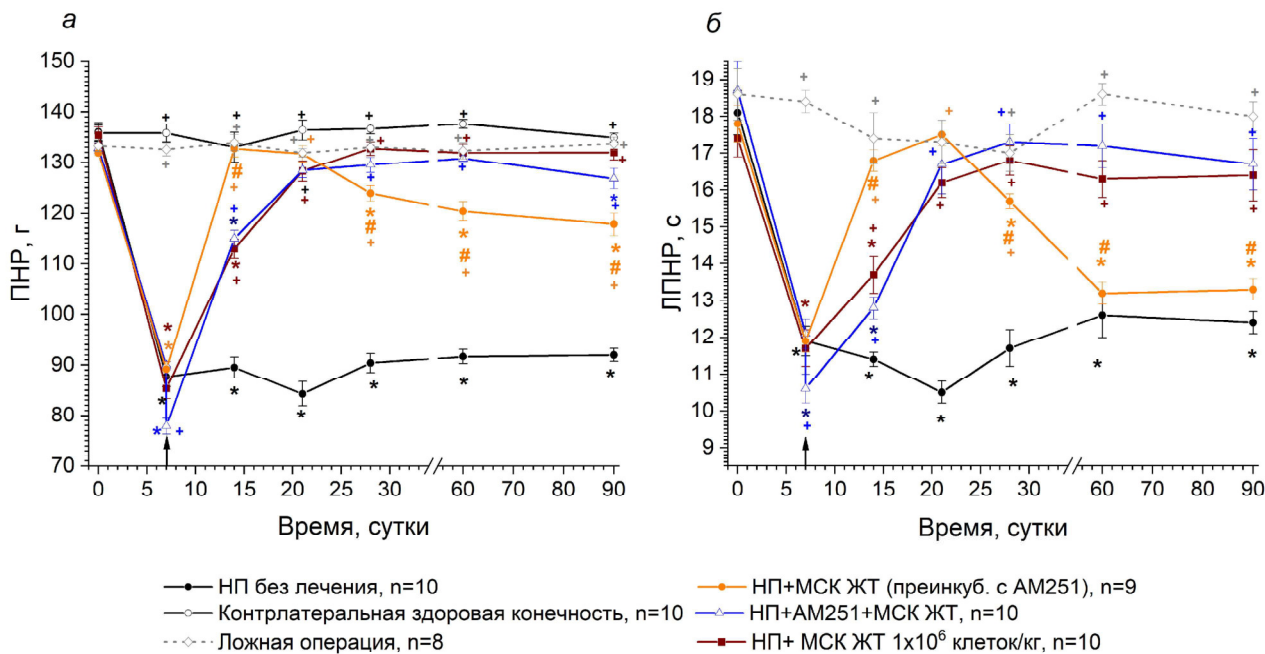 а
б
ПНР, г
150
140
130
120
110
100
90
80
70
0 5 10 15 20 25 30 60 70 80 90
Время, сутки
ЛПНР, с
19
18
17
16
15
14
13
12
11
10
9
0 5 10 15 20 25 30 60 70 80 90
Время, сутки
НП без лечения, n=10
Контрлатеральная здоровая конечность, n=10
Ложная операция, n=8
НП+МСК ЖТ (преинкуб. с АМ251), n=9
НП+АМ251+МСК ЖТ, n=10
НП+ МСК ЖТ 1х10⁶ клеток/кг, n=10